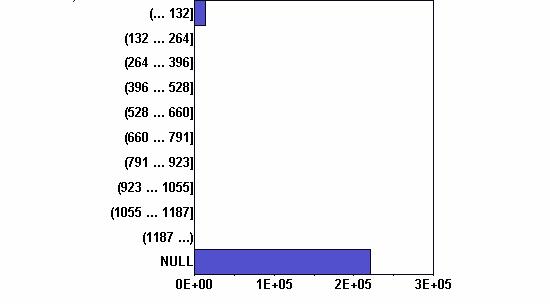 (... 132]
(132 ... 264]
(264 ... 396]
(396 ... 528]
(528 ... 660]
(660 ... 791]
(791 ... 923]
(923 ... 1055]
(1055 ... 1187]
(1187 ...)
NULL
0E+00 1E+05 2E+05 3E+05